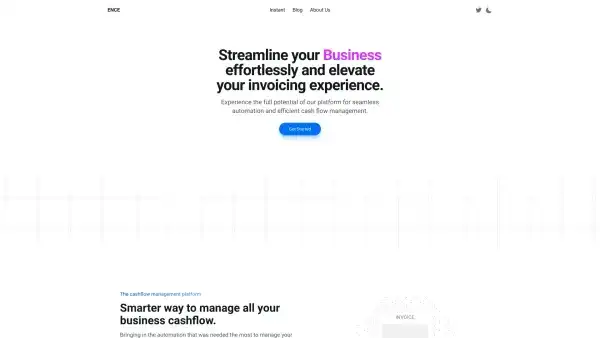 ENCE
Instant Blog About Us
Streamline your Business
effortlessly and elevate
your invoicing experience.
Experience the full potential of our platform for seamless
automation and efficient cash flow management.
Get Started
The cashflow management platform
Smarter way to manage all your
business cashflow.
Bringing in the automation that was needed the most to manage your
INVOICE